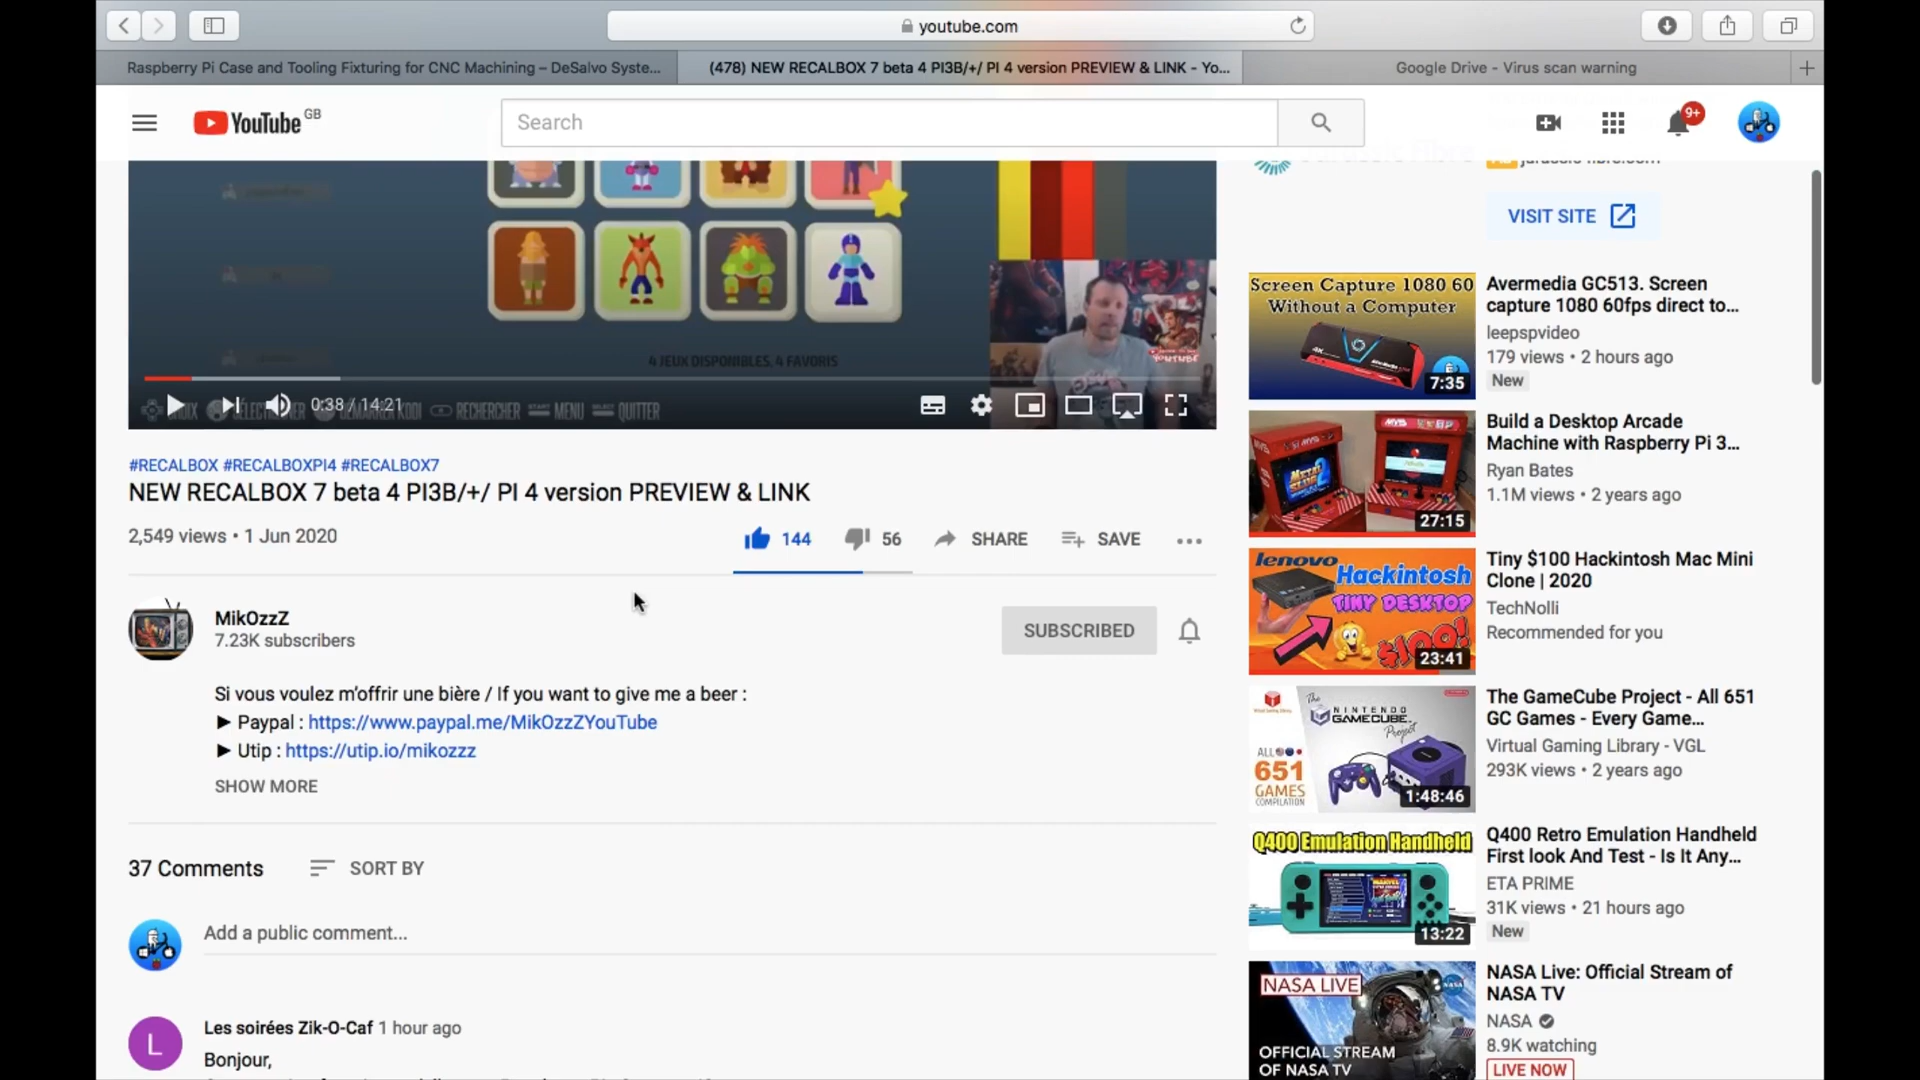 youtube.com
Raspberry Pi Case and Tooling Fixturing for CNC Machining – DeSalvo Syste...
(478) NEW RECALBOX 7 beta 4 PI3B/+/ PI 4 version PREVIEW & LINK - Yo...
Google Drive - Virus scan warning
YouTube GB
Search
9+
VISIT SITE
4 JEUX DISPONIBLES, 4 FAVORIS
0:38 / 14:21
RECHERCHER
MENU
QUITTER
#RECALBOX #RECALBOXPI4 #RECALBOX7
NEW RECALBOX 7 beta 4 PI3B/+/ PI 4 version PREVIEW & LINK
2,549 views • 1 Jun 2020
144
56
SHARE
SAVE
MikOzzZ
7.23K subscribers
SUBSCRIBED
Si vous voulez m'offrir une bière / If you want to give me a beer :
► Paypal : https://www.paypal.me/MikOzzZYouTube
► Utip : https://utip.io/mikozzz
SHOW MORE
37 Comments
SORT BY
Add a public comment...
L
Les soirées Zik-O-Caf 1 hour ago
Bonjour,
Screen Capture 1080 60
Without a Computer
7:35
Avermedia GC513. Screen
capture 1080 60fps direct to...
leepspvideo
179 views • 2 hours ago
New
27:15
Build a Desktop Arcade
Machine with Raspberry Pi 3...
Ryan Bates
1.1M views • 2 years ago
lenovo
Hackintosh
TINY DESKTOP
$100!
23:41
Tiny $100 Hackintosh Mac Mini
Clone | 2020
TechNolli
Recommended for you
The
NINTENDO
GAMECUBE
Project
ALL
651
GAMES
COMPILATION
1:48:46
The GameCube Project - All 651
GC Games - Every Game...
Virtual Gaming Library - VGL
293K views • 2 years ago
Q400 Emulation Handheld
13:22
Q400 Retro Emulation Handheld
First look And Test - Is It Any...
ETA PRIME
31K views • 21 hours ago
New
NASA LIVE
OFFICIAL STREAM
OF NASA TV
NASA Live: Official Stream of
NASA TV
NASA
8.9K watching
LIVE NOW